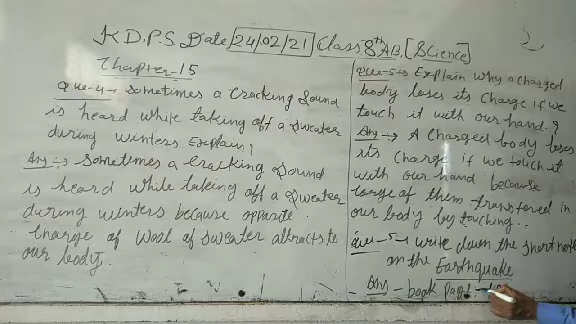 K.D.P.S Date 24/02/21 Class 8th AB, [Science]
Chapter-15
Que-4 → Sometimes a Cracking Sound
is heard while taking off a sweater
during winters Explain?
Ans :→ Sometimes a Cracking Sound
is heard while taking off a sweater
during winters because opposite
Charge of Wool of sweater attracts to
our body.
Que-5→ Explain why a charged
body loses its charge if we
touch it with our hand.?
Ans → A Charged body loses
its Charge if we touch it
with our hand because
large of them transfored in
our body by touching.
Que-5→ write down the short note
on the Earthquake
Ans - book Page: